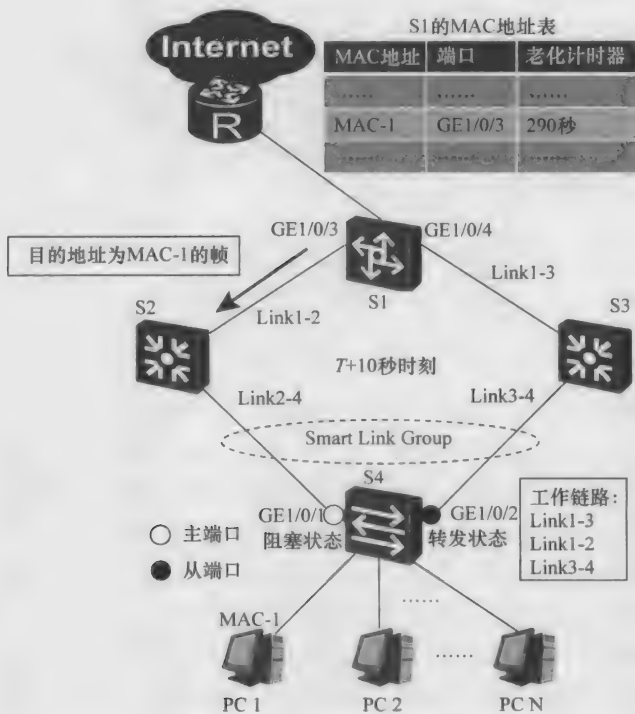 S1的MAC地址表
Internet
MAC地址 端口 老化计时器
…… …… ……
R
MAC-1 GE1/0/3 290秒
…… …… ……
GE1/0/3 GE1/0/4
目的地址为MAC-1的帧
S1
Link1-3
S2
S3
Link1-2
T+10秒时刻
Link2-4
Link3-4
Smart Link Group
S4
GE1/0/1 GE1/0/2
阻塞状态 转发状态
主端口
从端口
工作链路：
Link1-3
Link1-2
Link3-4
……
MAC-1
……
PC 1 PC 2 PC N